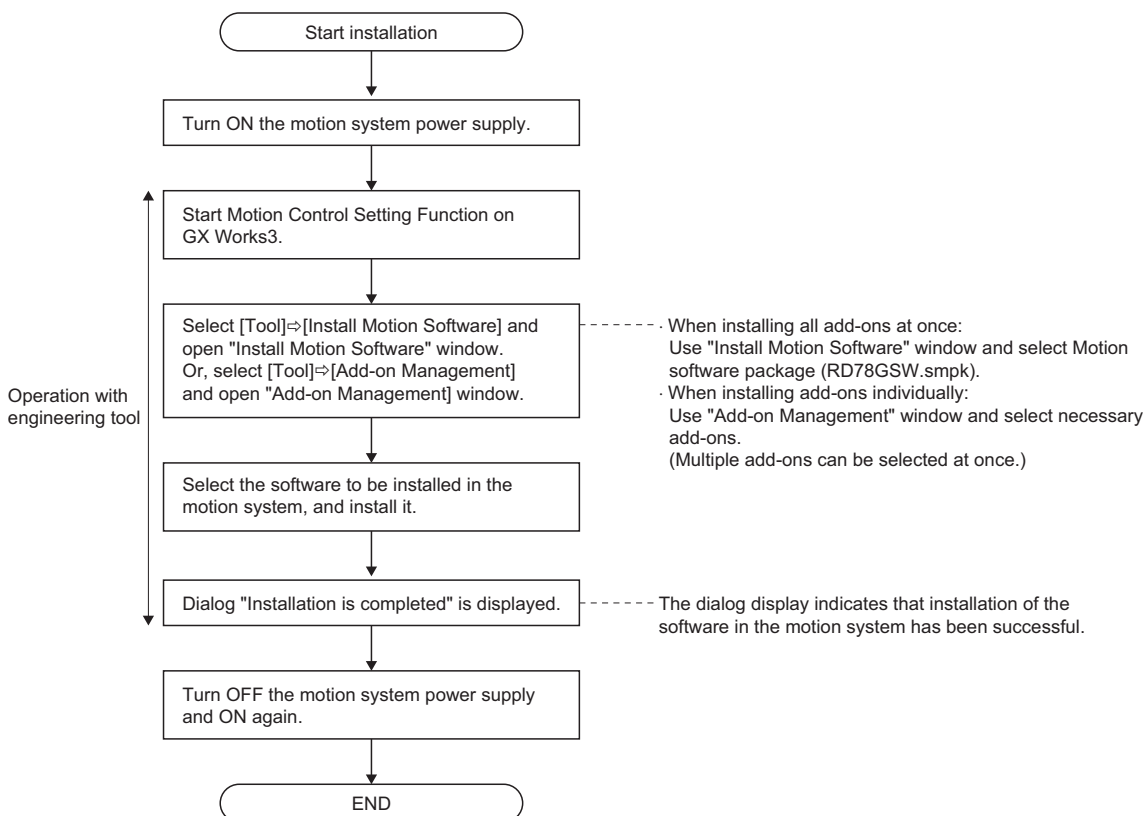 Start installation
Turn ON the motion system power supply.
Start Motion Control Setting Function on
GX Works3.
Select [Tool]⇨[Install Motion Software] and
open "Install Motion Software" window.
Or, select [Tool]⇨[Add-on Management]
and open "Add-on Management] window.
· When installing all add-ons at once:
Use "Install Motion Software" window and select Motion
software package (RD78GSW.smpk).
· When installing add-ons individually:
Use "Add-on Management" window and select necessary
add-ons.
(Multiple add-ons can be selected at once.)
Operation with
engineering tool
Select the software to be installed in the
motion system, and install it.
Dialog "Installation is completed" is displayed.
The dialog display indicates that installation of the
software in the motion system has been successful.
Turn OFF the motion system power supply
and ON again.
END